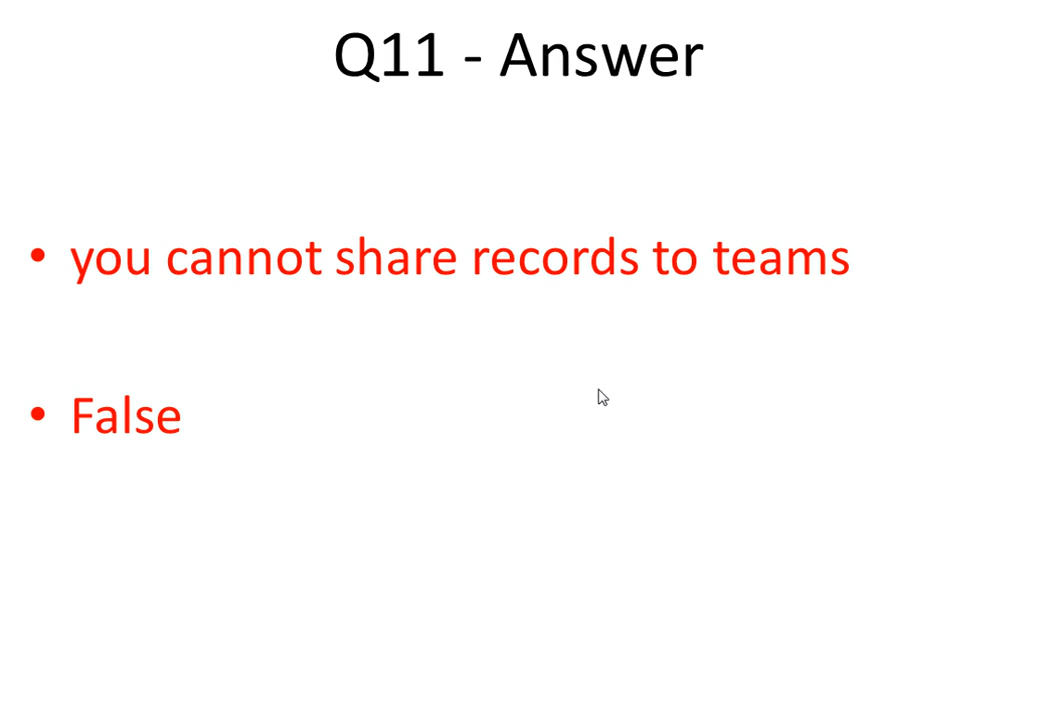 Q11 - Answer
• you cannot share records to teams
• False